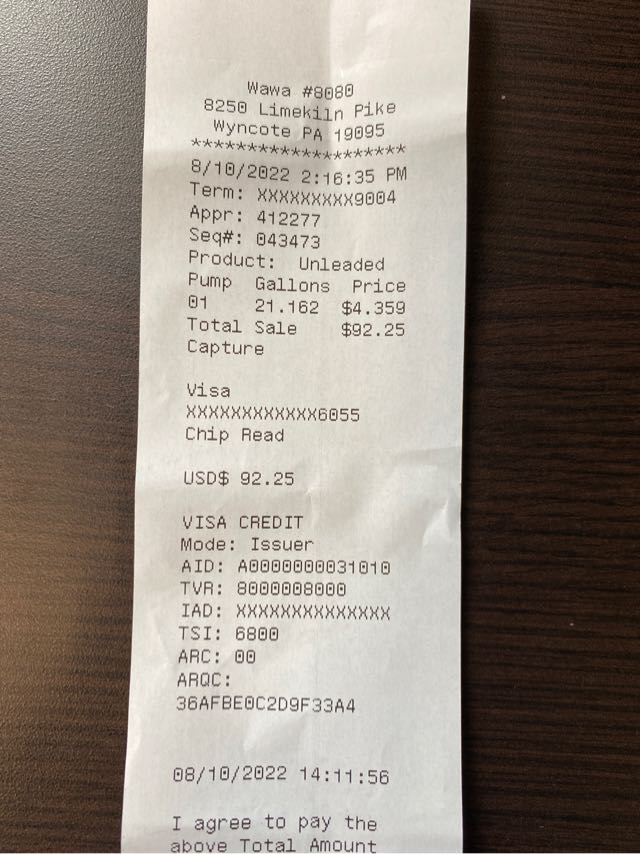 Wawa #8080
8250 Limekiln Pike
Wyncote PA 19095
********************
8/10/2022 2:16:35 PM
Term: XXXXXXXXX9004
Appr: 412277
Seq#: 043473
Product: Unleaded
Pump Gallons Price
01 21.162 $4.359
Total Sale $92.25
Capture
Visa
XXXXXXXXXXXX6055
Chip Read
USD$ 92.25
VISA CREDIT
Mode: Issuer
AID: A0000000031010
TVR: 8000008000
IAD: XXXXXXXXXXXXXX
TSI: 6800
ARC: 00
ARQC:
36AFBE0C2D9F33A4
08/10/2022 14:11:56
I agree to pay the
above Total Amount